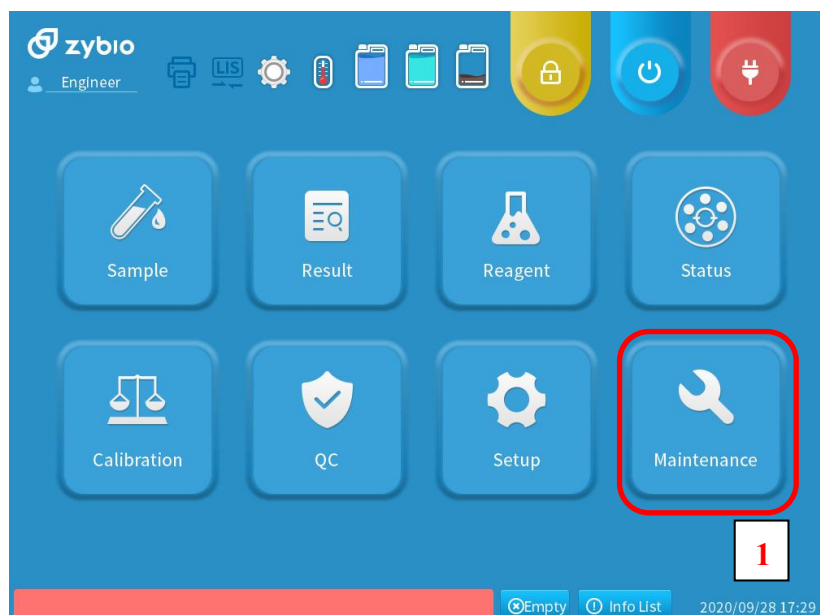 zybio
Engineer
LIS
Sample
Result
Reagent
Status
Calibration
QC
Setup
Maintenance
1
Empty
Info List
2020/09/28 17:29